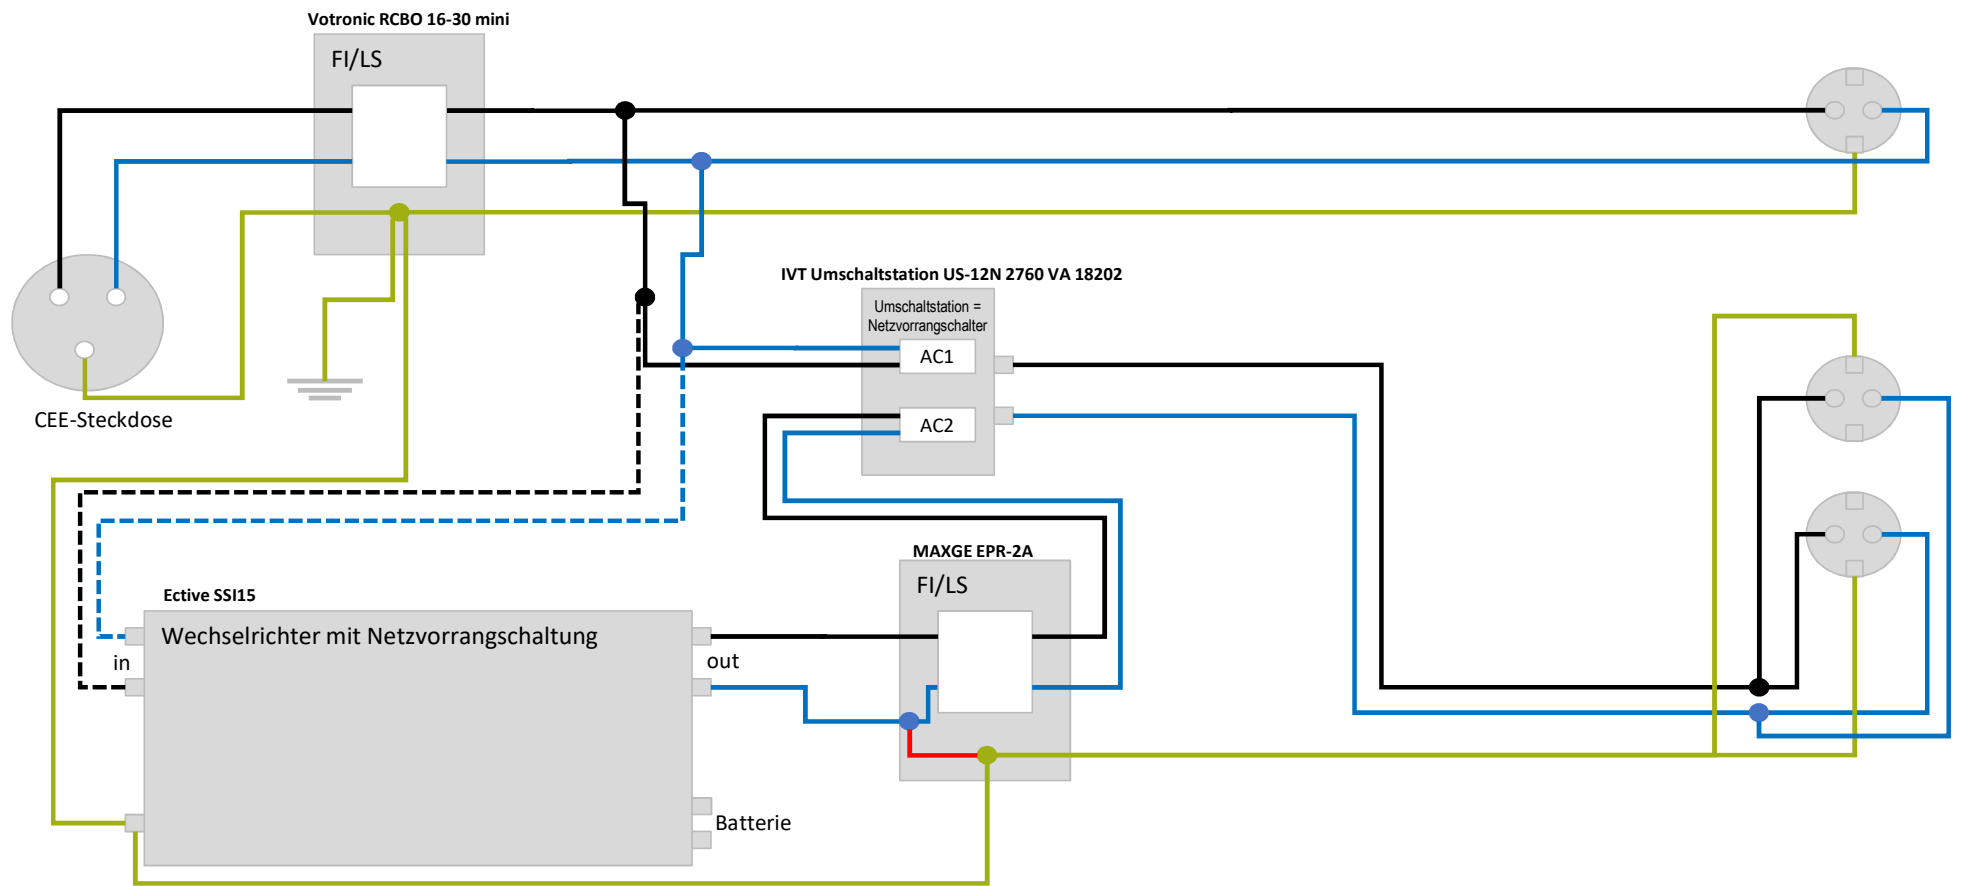 Votronic RCBO 16-30 mini
FI/LS
CEE-Steckdose
IVT Umschaltstation US-12N 2760 VA 18202
Umschaltstation =
Netzvorrangschalter
AC1
AC2
MAXGE EPR-2A
FI/LS
Ective SSI15
Wechselrichter mit Netzvorrangschaltung
in
out
Batterie